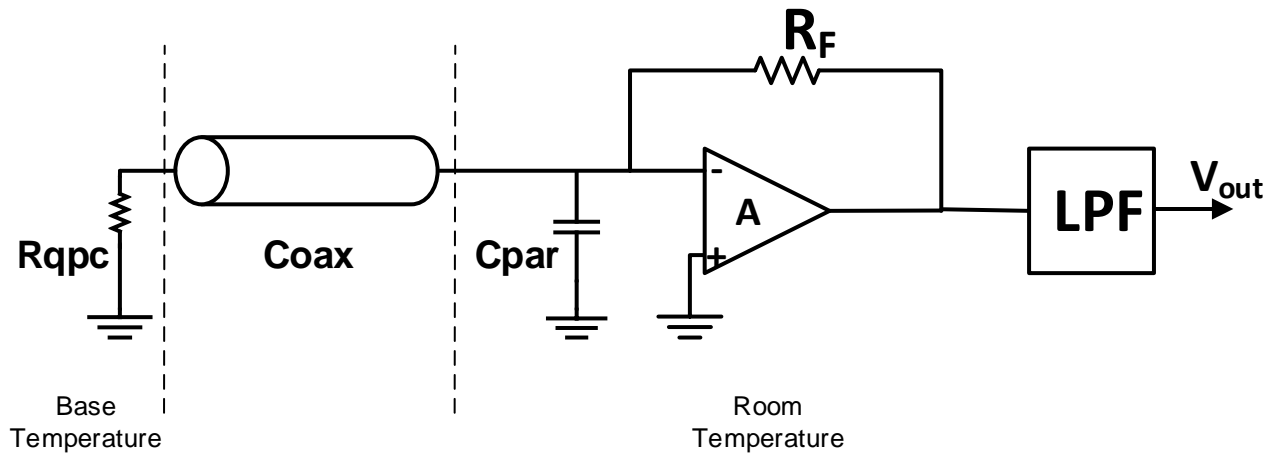 R_F
-
A
+
LPF
V_out
Rqpc
Coax
Cpar
Base
Temperature
Room
Temperature